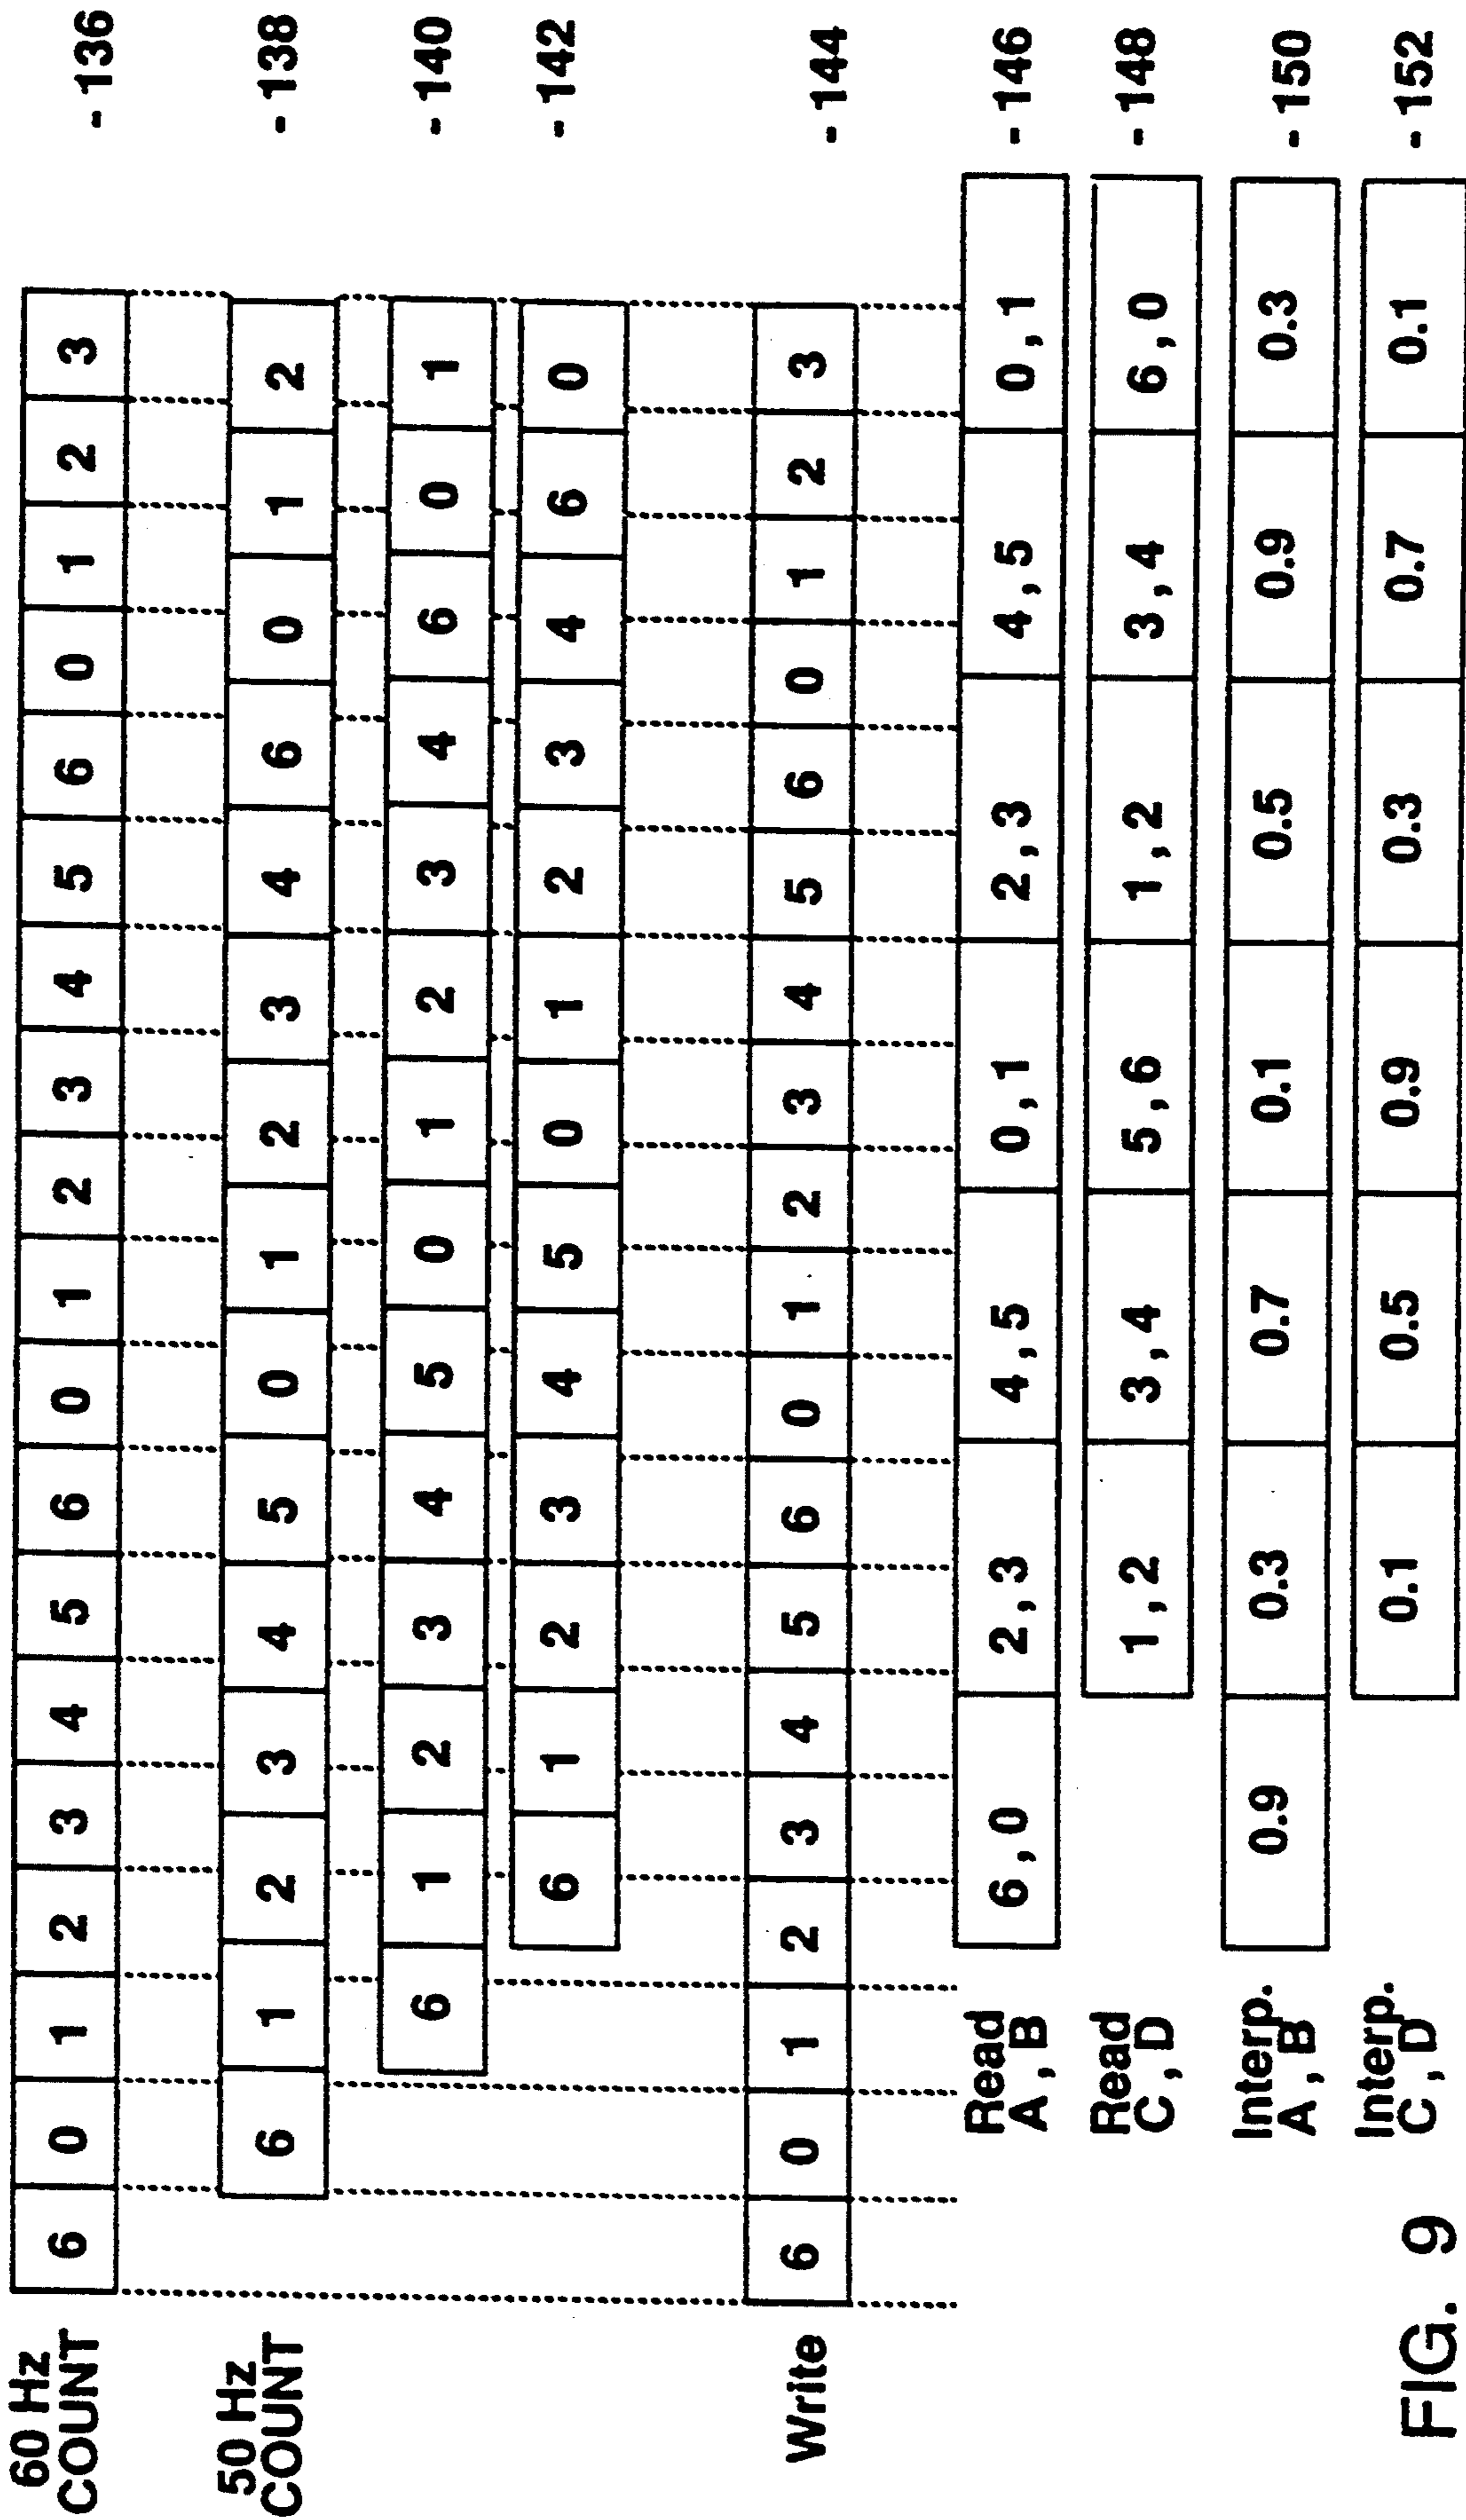 60 Hz
COUNT 6 0 1 2 3 4 5 6 0 1 2 3 4 5 6 0 1 2 3 - 136
50 Hz
COUNT 6 1 2 3 4 5 0 1 2 3 4 6 0 1 2 - 138
6 1 2 3 4 5 0 1 2 3 4 6 0 1 - 140
6 1 2 3 4 5 0 1 2 3 4 6 0 - 142
Write 6 0 1 2 3 4 5 6 0 1 2 3 4 5 6 0 1 2 3 - 144
Read
A, B 6,0 2,3 4,5 0,1 2,3 4,5 0,1 - 146
Read
C, D 1,2 3,4 5,6 1,2 3,4 6,0 - 148
Interp.
A, B 0.9 0.3 0.7 0.1 0.5 0.9 0.3 - 150
Interp.
C, D 0.1 0.5 0.9 0.3 0.7 0.1 - 152
FIG. 9